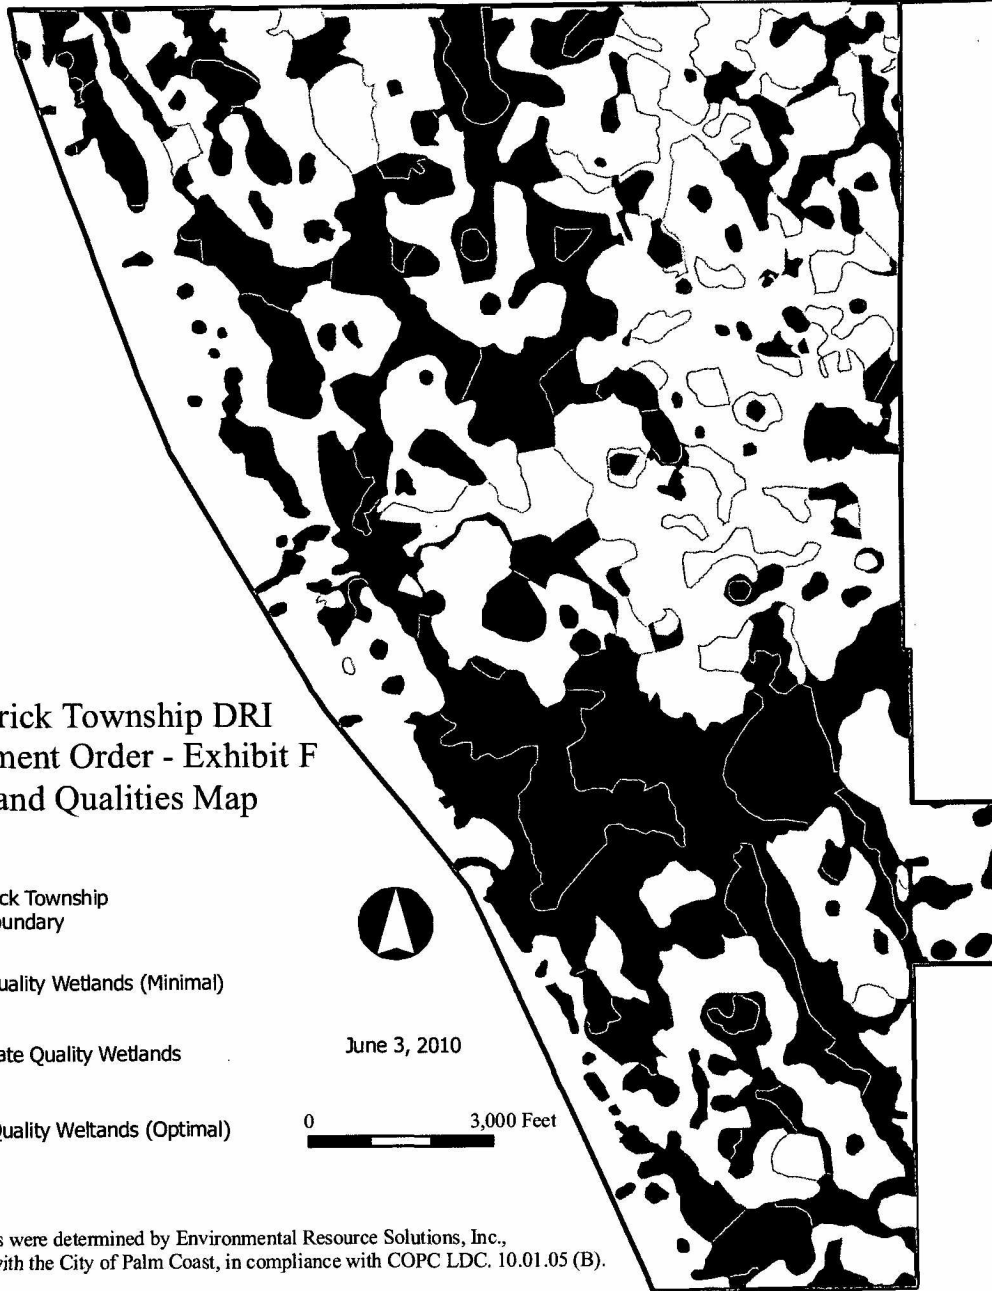 rick Township DRI
ment Order - Exhibit F
and Qualities Map
ck Township
oundary
uality Wetlands (Minimal)
ate Quality Wetlands
June 3, 2010
Quality Weltands (Optimal)
0 3,000 Feet
s were determined by Environmental Resource Solutions, Inc.,
with the City of Palm Coast, in compliance with COPC LDC. 10.01.05 (B).